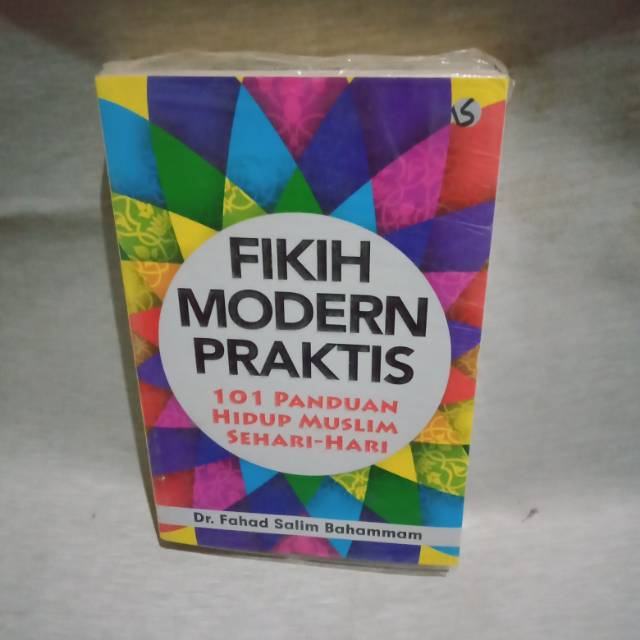 FIKIH
MODERN
PRAKTIS
101 PANDUAN
HIDUP MUSLIM
SEHARI-HARI
Dr. Fahad Salim Bahammam